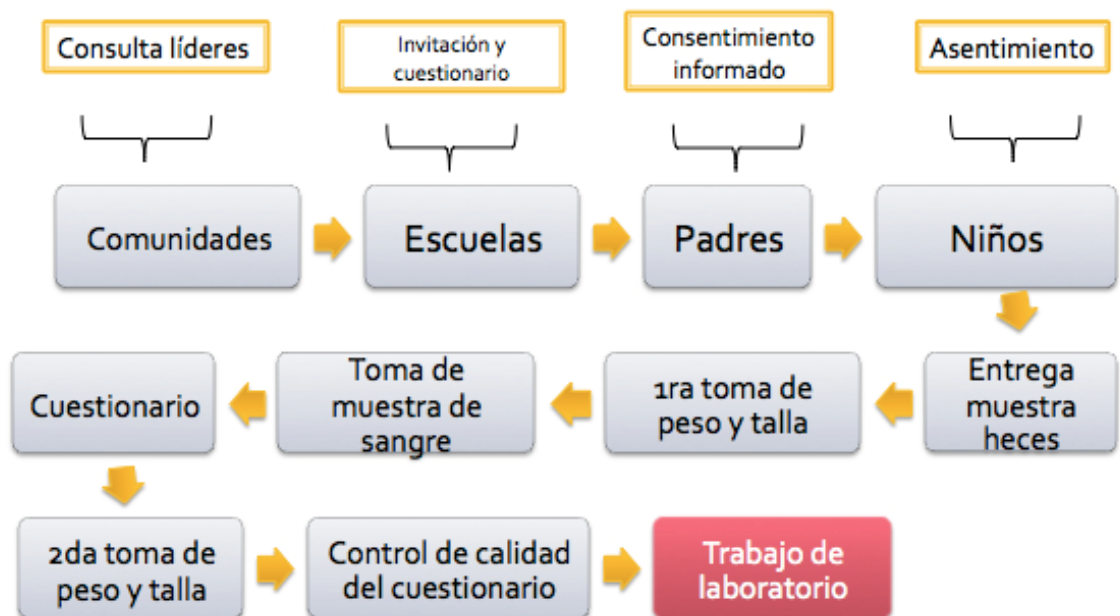 Consulta líderes
Invitación y
cuestionario
Consentimiento
informado
Asentimiento
Comunidades
Escuelas
Padres
Niños
Cuestionario
Toma de
muestra de
sangre
1ra toma de
peso y talla
Entrega
muestra
heces
2da toma de
peso y talla
Control de calidad
del cuestionario
Trabajo de
laboratorio